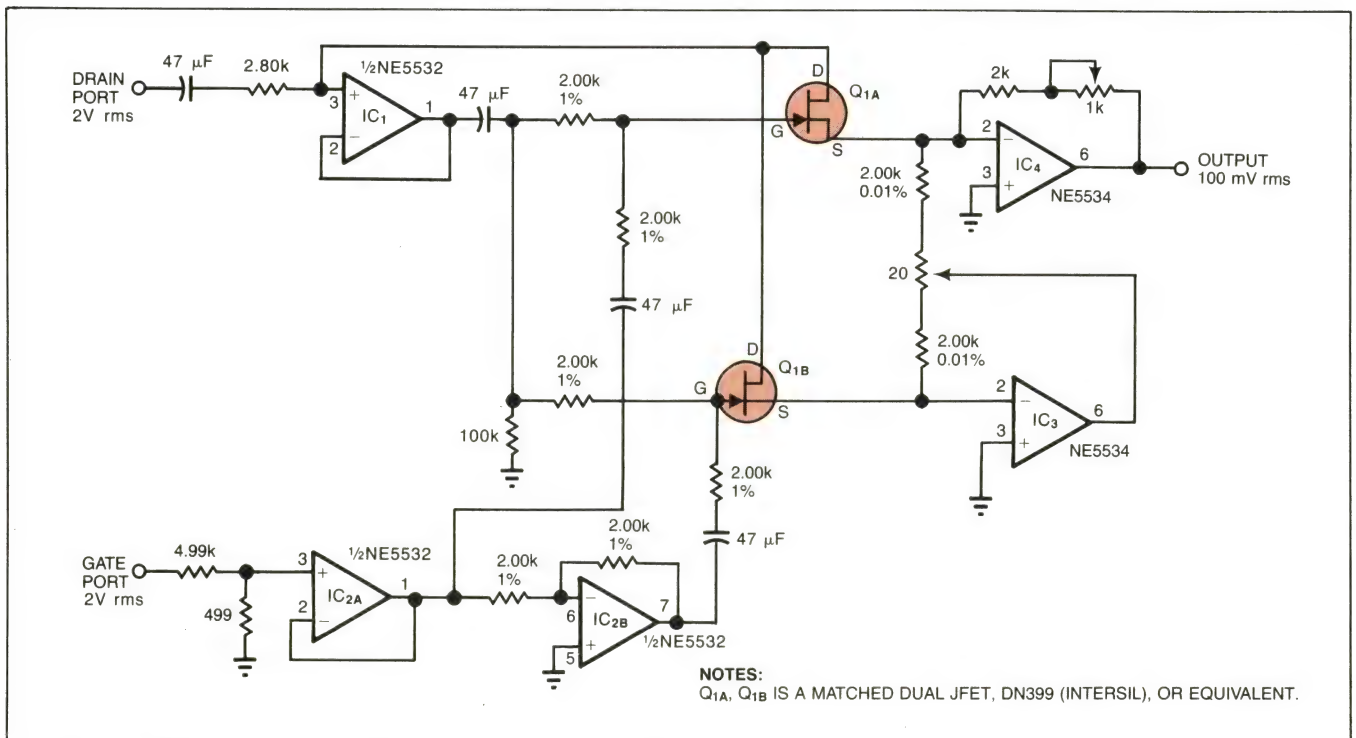 DRAIN
PORT
2V rms
47 μF
2.80k
½NE5532
3
+
IC1
1
−
2
47 μF
2.00k
1%
D
Q1A
G
S
2k
1k
2
−
6
IC4
3
+
NE5534
OUTPUT
100 mV rms
2.00k
0.01%
2.00k
1%
20
47 μF
2.00k
0.01%
D
Q1B
2.00k
1%
G
S
2
−
6
IC3
3
+
NE5534
100k
2.00k
1%
47 μF
GATE
PORT
2V rms
4.99k
½NE5532
3
+
1
IC2A
2
−
499
2.00k
1%
2.00k
1%
−
6
7
IC2B
+
5
½NE5532
NOTES:
Q1A, Q1B IS A MATCHED DUAL JFET, DN399 (INTERSIL), OR EQUIVALENT.